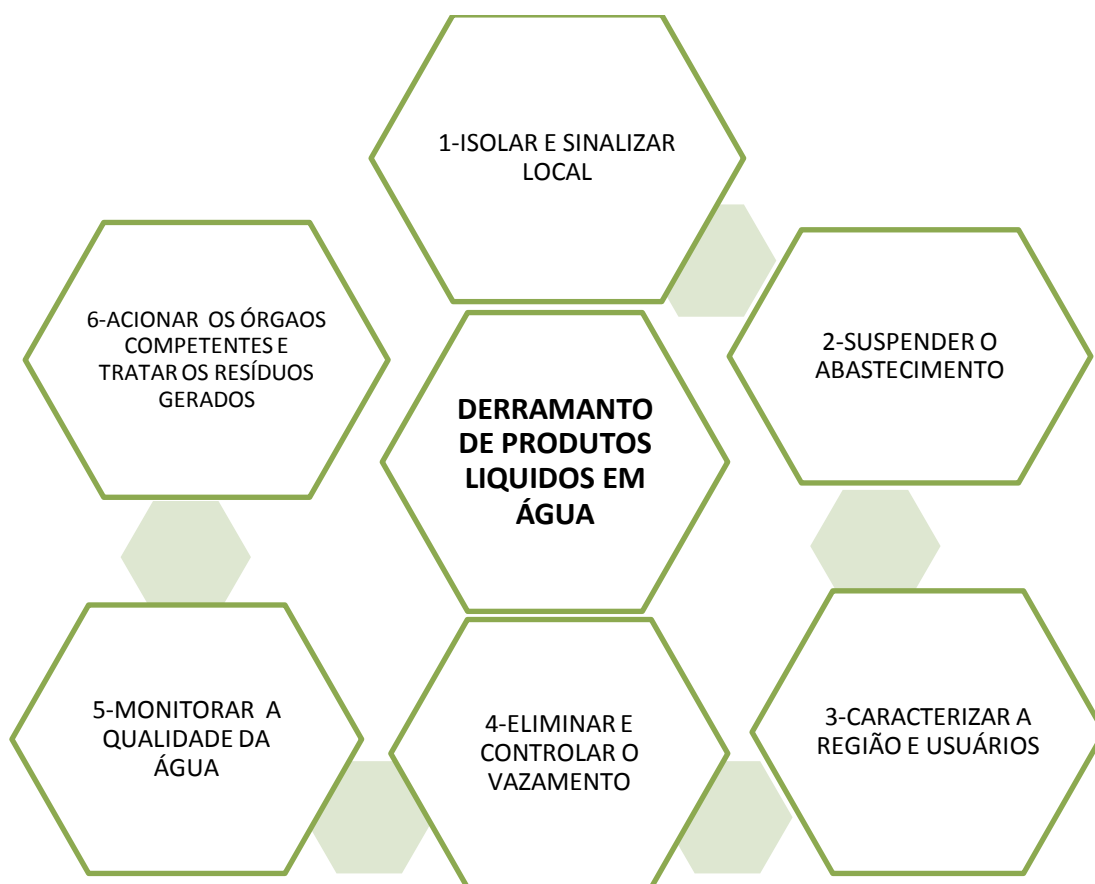 1-ISOLAR E SINALIZAR
LOCAL
2-SUSPENDER O
ABASTECIMENTO
3-CARACTERIZAR A
REGIÃO E USUÁRIOS
4-ELIMINAR E
CONTROLAR O
VAZAMENTO
5-MONITORAR A
QUALIDADE DA
ÁGUA
6-ACIONAR OS ÓRGAOS
COMPETENTES E
TRATAR OS RESÍDUOS
GERADOS
DERRAMANTO
DE PRODUTOS
LIQUIDOS EM
ÁGUA